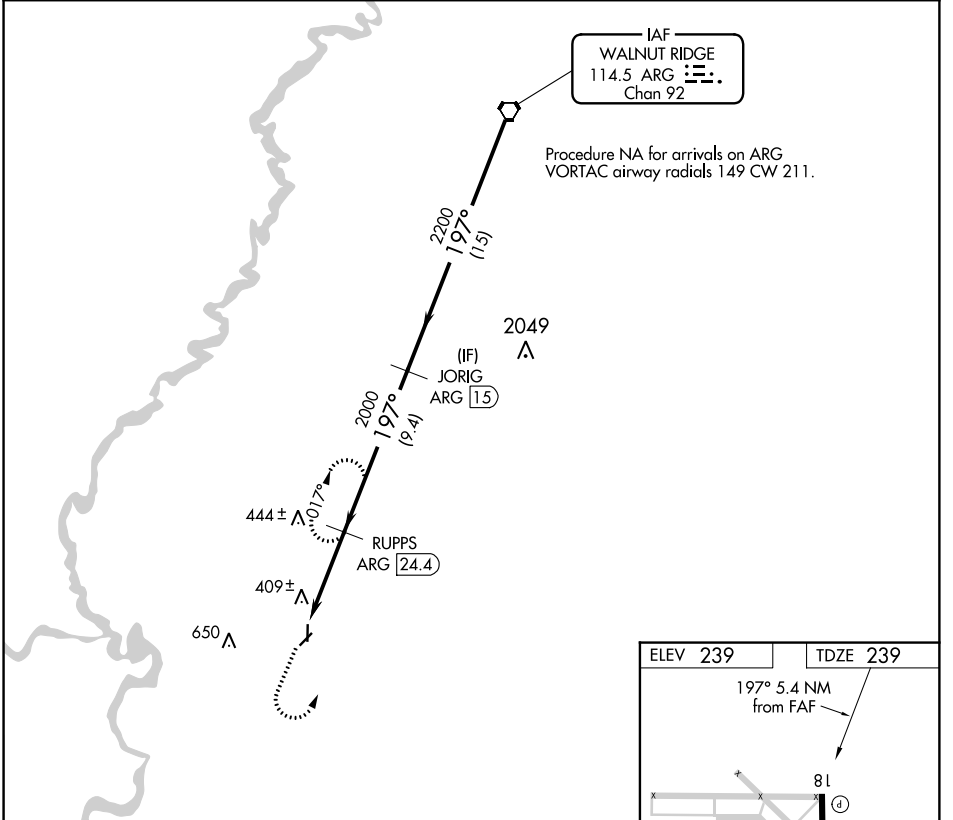 IAF
WALNUT RIDGE
114.5 ARG
Chan 92
Procedure NA for arrivals on ARG
VORTAC airway radials 149 CW 211.
2200
197°
(15)
2049
(IF)
JORIG
ARG 15
2000
197°
(9.4)
017°
444±
RUPPS
ARG 24.4
409±
650
ELEV 239
TDZE 239
197° 5.4 NM
from FAF
18
x
x
x
x
P